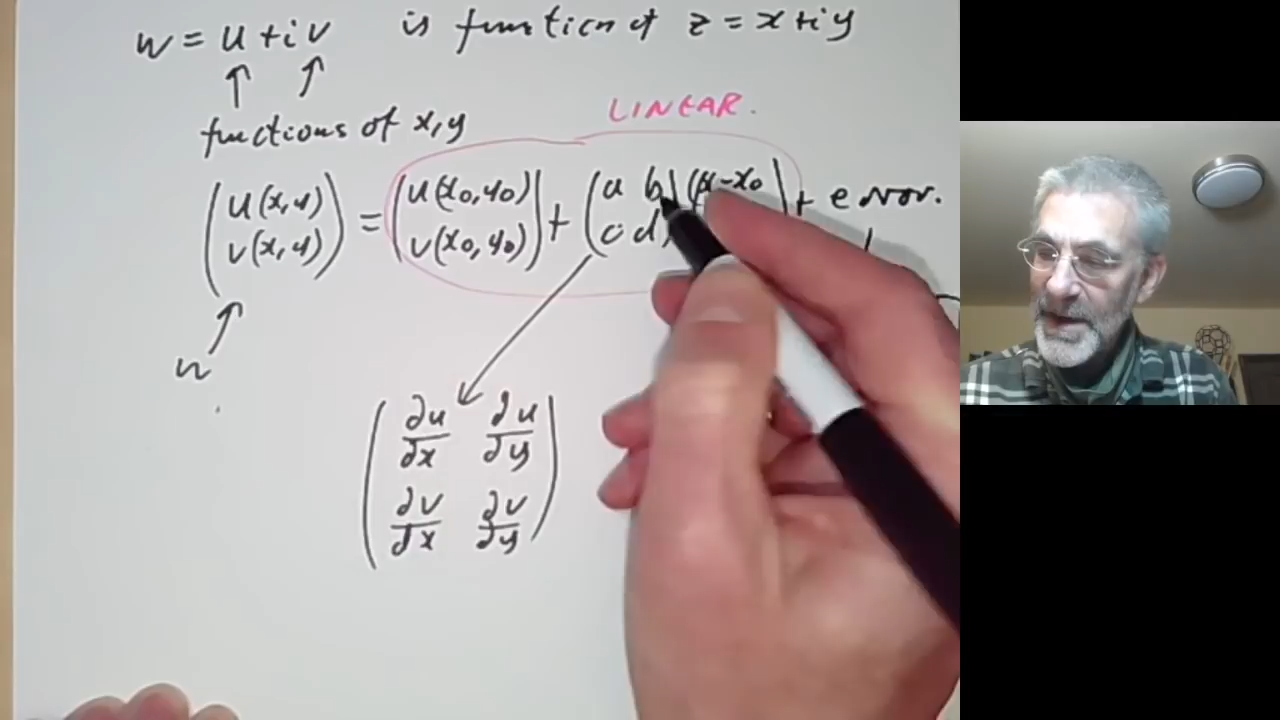 w = u + iv is function of z = x + iy
↑ ↑
functions of x, y
LINEAR.
(u(x,y) v(x,y)) = (u(x₀,y₀) v(x₀,y₀)) + (a b c d) (x-x₀ + error.
w
(∂u/∂x ∂u/∂y
∂v/∂x ∂v/∂y)